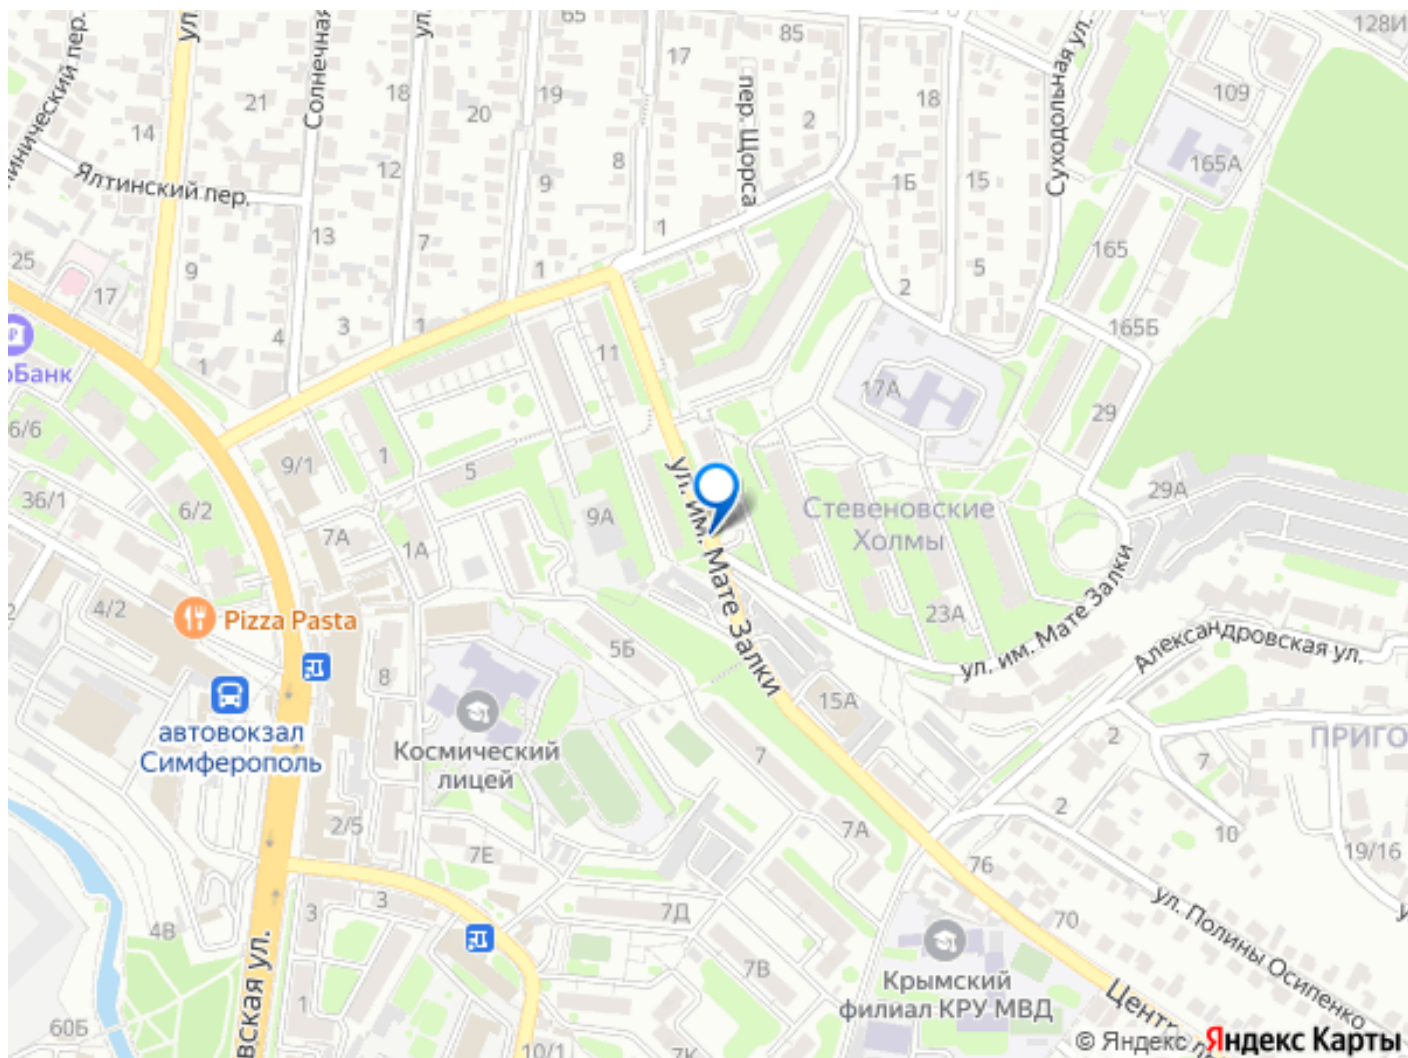 65
85
128И
ул.
ул.
17
Суходольная ул.
Солнечная
21
18
20
19
пер. Щорса
2
18
109
14
8
165А
Ялтинский пер.
12
9
1Б
15
13
7
1
25
9
1
2
5
165
17
4
3
1
165Б
1
11
17А
29
6/6
9/1
1
5
ул. им. Мате Залки
29А
36/1
6/2
7А
1А
9А
Стевеновские
Холмы
4/2
Pizza Pasta
23А
ул. им. Мате Залки
Александровская ул.
8
5Б
15А
автовокзал
Симферополь
Космический
лицей
7
2
7
2
10
2/5
7Е
7А
76
19/16
3
3
7Д
70
ул. Полины Осипенко
4В
7В
Крымский
филиал КРУ МВД
1
60Б
10/1
7К
© Яндекс
Яндекс Карты